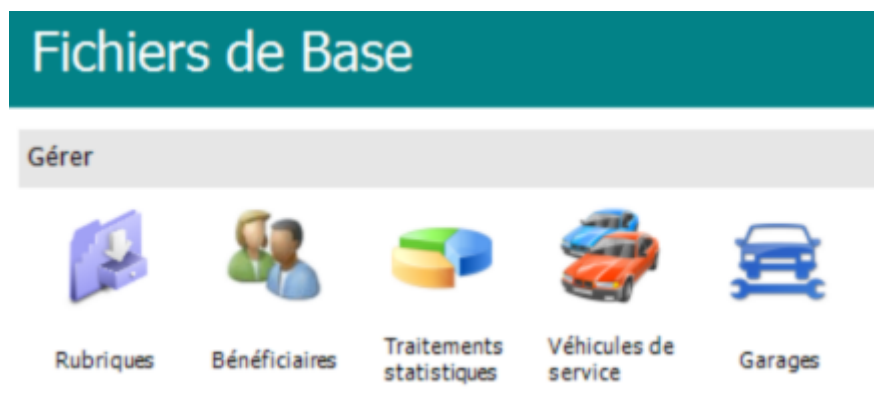 Fichiers de Base
Gérer
Rubriques
Bénéficiaires
Traitements
statistiques
Véhicules de
service
Garages